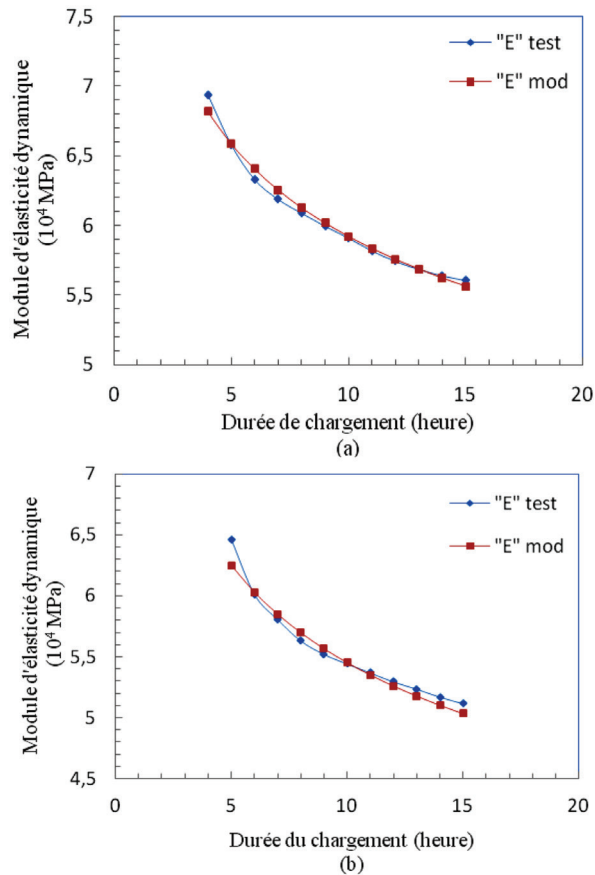 7,5
"E" test
7
"E" mod
6,5
6
5,5
5
Module d'élasticité dynamique
(10⁴ MPa)
0 5 10 15 20
Durée de chargement (heure)
(a)
7
"E" test
6,5
"E" mod
6
5,5
5
4,5
Module d'élasticité dynamique
(10⁴ MPa)
0 5 10 15 20
Durée du chargement (heure)
(b)